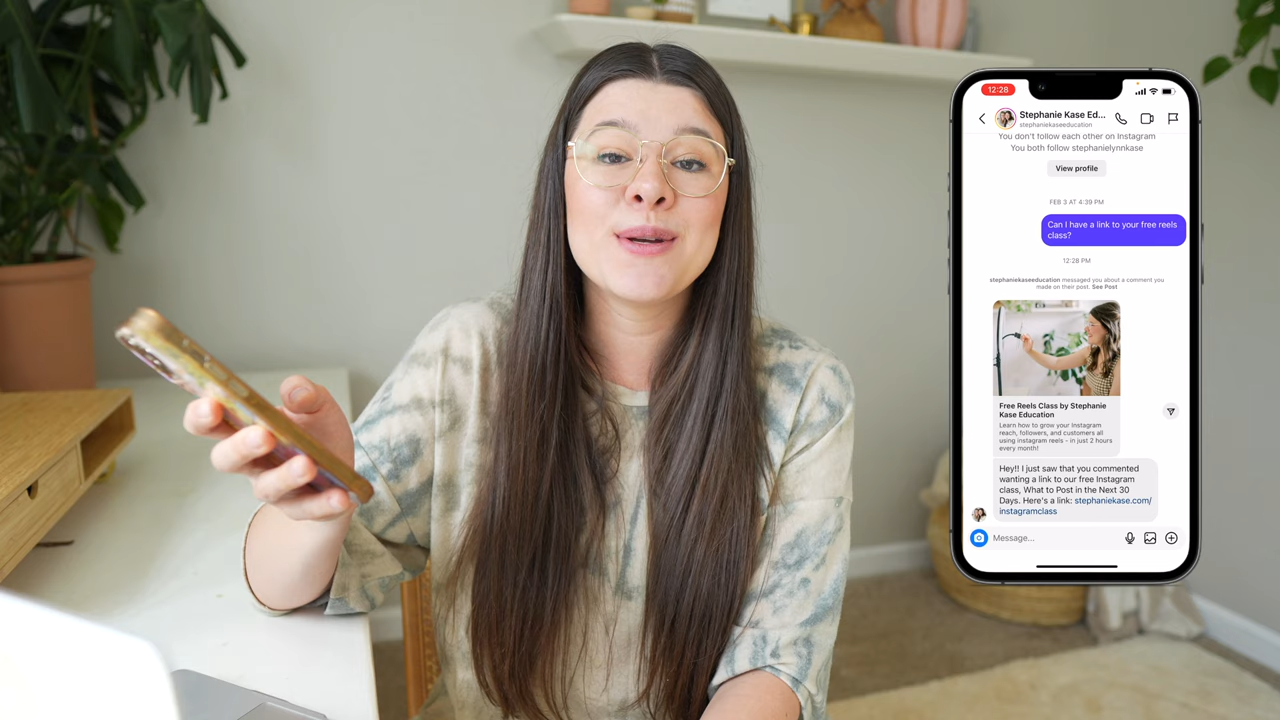 12:28
Stephanie Kase Ed...
stephaniekaseeducation
You don't follow each other on Instagram
You both follow stephanielynnkase
View profile
FEB 3 AT 4:39 PM
Can I have a link to your free reels
class?
12:28 PM
stephaniekaseeducation messaged you about a comment you
made on their post. See Post
Free Reels Class by Stephanie
Kase Education
Learn how to grow your Instagram
reach, followers, and customers all
using instagram reels - in just 2 hours
every month!
Hey!! I just saw that you commented
wanting a link to our free Instagram
class, What to Post in the Next 30
Days. Here's a link: stephaniekase.com/
instagramclass
Message...